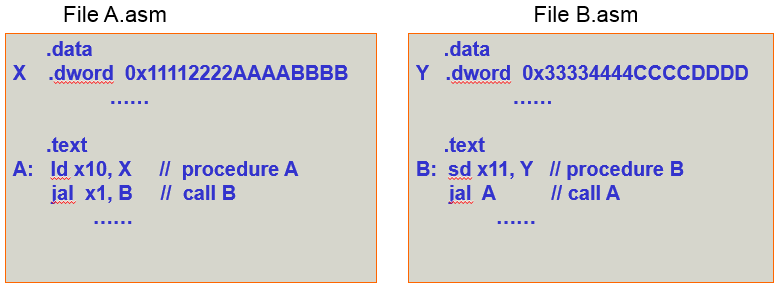 File A.asm
.data
X .dword 0x11112222AAAABBBB
......
.text
A: ld x10, X // procedure A
jal x1, B // call B
......
File B.asm
.data
Y .dword 0x33334444CCCCDDDD
......
.text
B: sd x11, Y // procedure B
jal A // call A
......